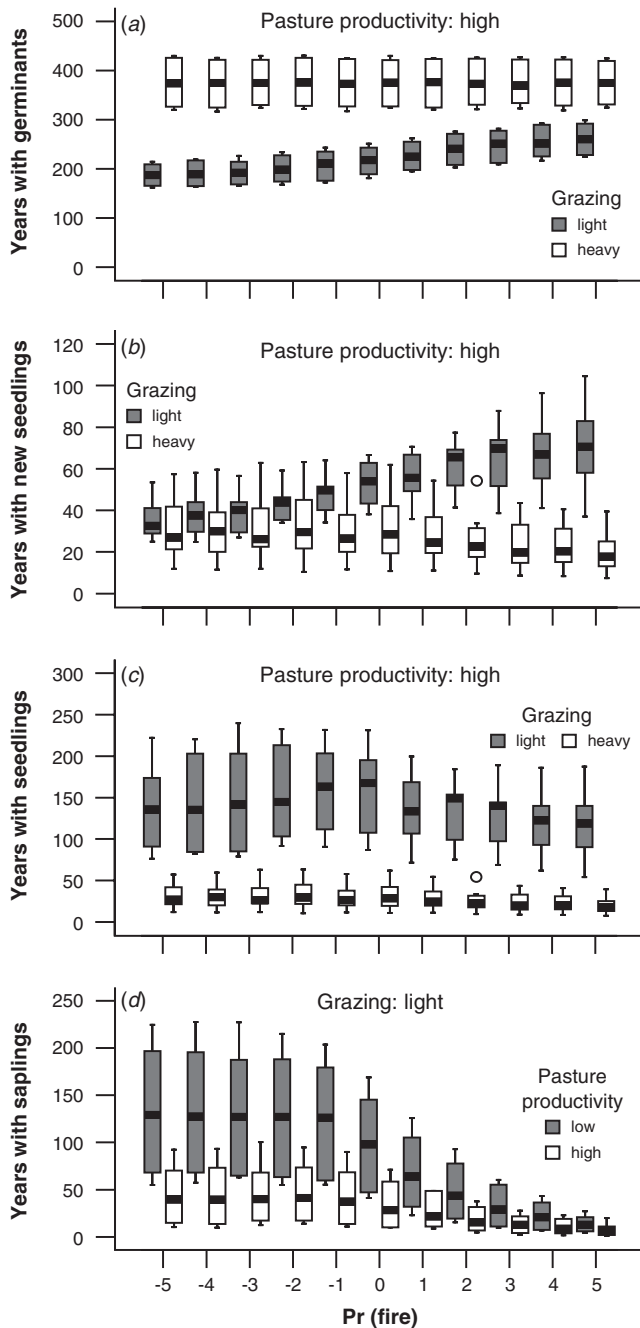 (a) Pasture productivity: high
500
400
300
200
100
0
Years with germinants
Grazing
light
heavy
(b) Pasture productivity: high
120
100
80
60
40
20
0
Years with new seedlings
Grazing
light
heavy
(c) Pasture productivity: high
300
250
200
150
100
50
0
Years with seedlings
Grazing
light heavy
(d) Grazing: light
250
200
150
100
50
0
Years with saplings
Pasture
productivity
low
high
-5 -4 -3 -2 -1 0 1 2 3 4 5
Pr (fire)